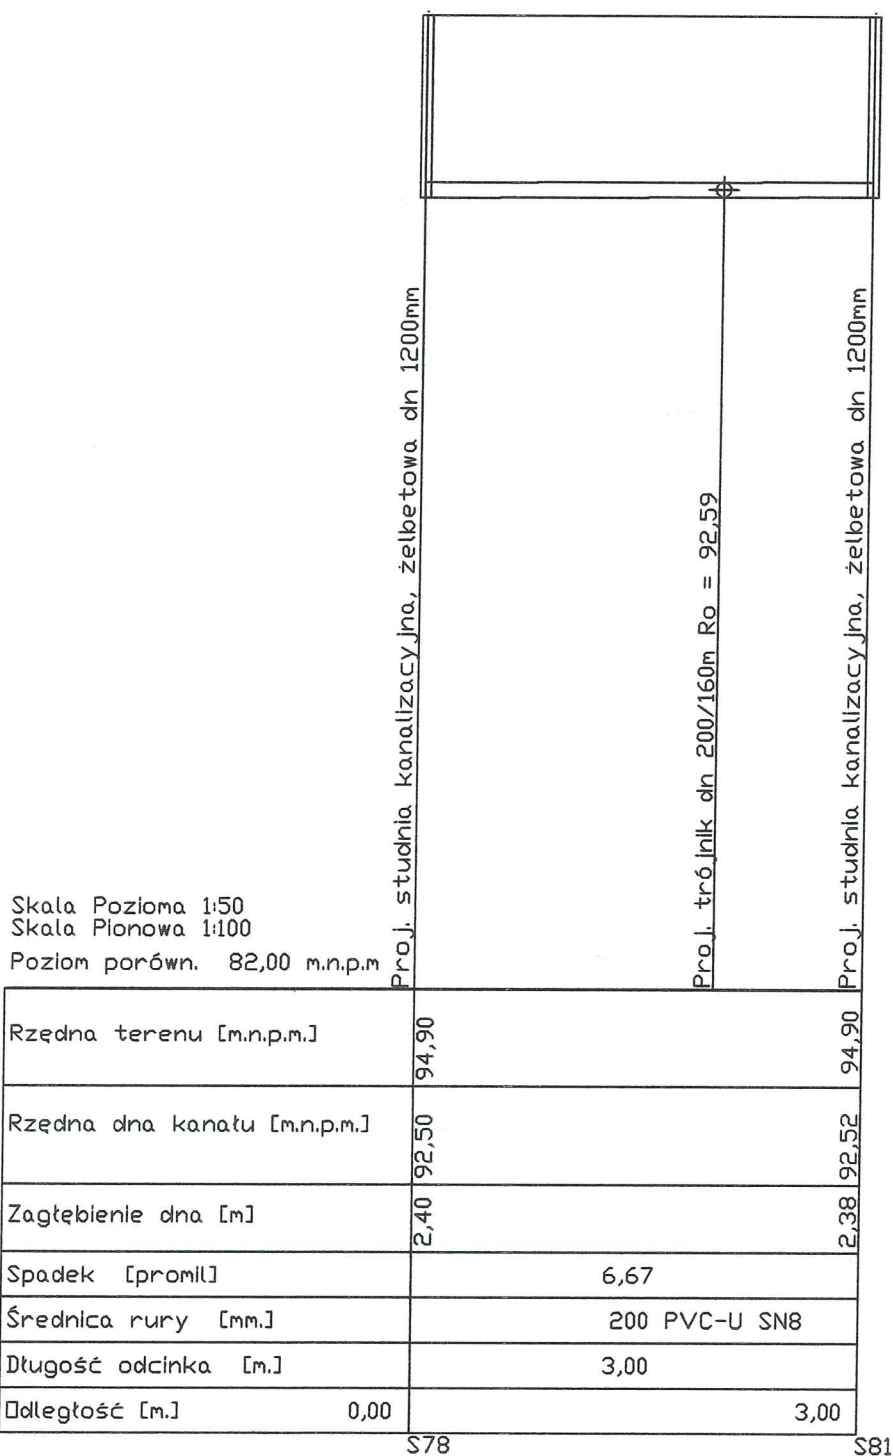 Proj. studnia kanalizacyjna, żelbetowa dn 1200mm
Proj. trójnik dn 200/160m Ro = 92,59
Proj. studnia kanalizacyjna, żelbetowa dn 1200mm
Skala Pozioma 1:50
Skala Pionowa 1:100
Poziom porówn. 82,00 m.n.p.m
Rzędna terenu [m.n.p.m.] 94,90 94,90
Rzędna dna kanału [m.n.p.m.] 92,50 92,52
Zagłębienie dna [m] 2,40 2,38
Spadek [promil] 6,67
Średnica rury [mm.] 200 PVC-U SN8
Długość odcinka [m.] 3,00
Odległość [m.] 0,00 3,00
S78 S81